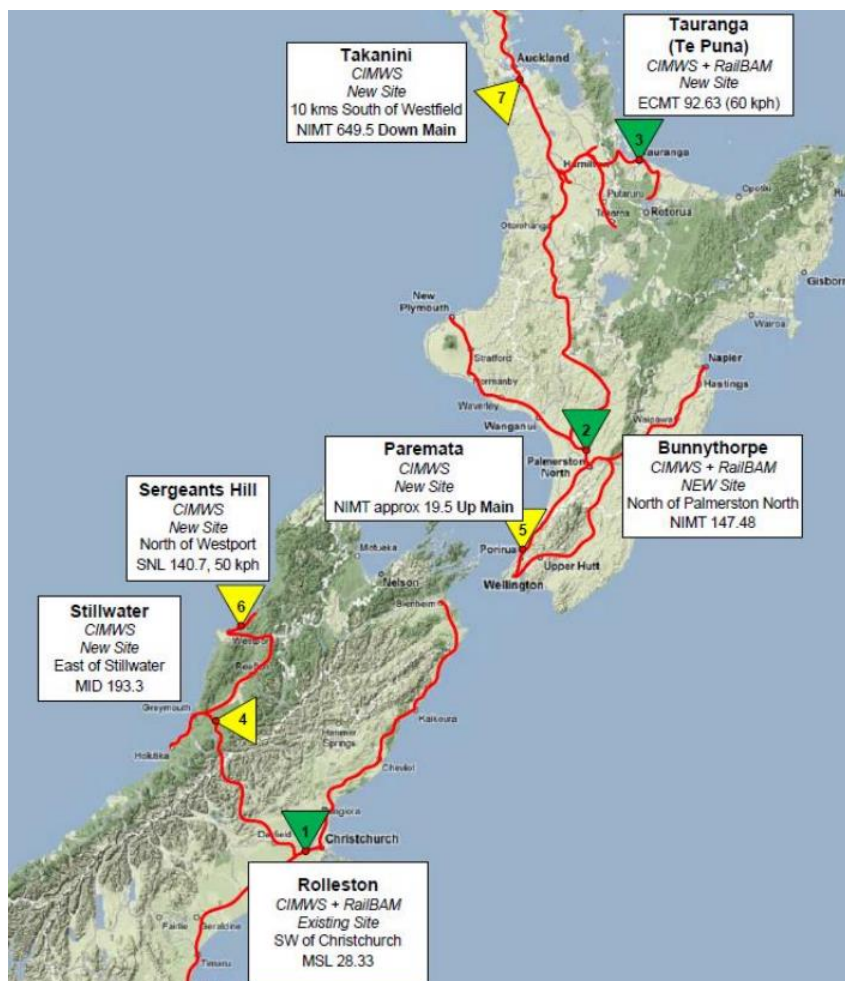 Takanini
CIMWS
New Site
10 kms South of Westfield
NIMT 649.5 Down Main
Tauranga
(Te Puna)
CIMWS + RailBAM
New Site
ECMT 92.63 (60 kph)
Auckland
7
3
Tauranga
Putaruru
Rotorua
Opotiki
Otorohanga
Gisborn
New
Plymouth
Wairoa
Stratford
Normanby
Napier
Hastings
Waverley
Wanganui
2
Waipawa
Palmerston
North
Paremata
CIMWS
New Site
NIMT approx 19.5 Up Main
Bunnythorpe
CIMWS + RailBAM
NEW Site
North of Palmerston North
NIMT 147.48
Sergeants Hill
CIMWS
New Site
North of Westport
SNL 140.7, 50 kph
5
Porirua
Upper Hutt
Wellington
Motueka
Nelson
Blenheim
6
Stillwater
CIMWS
New Site
East of Stillwater
MID 193.3
Greymouth
4
Hokitika
Kaikoura
Hanmer
Springs
Cheviot
1
Christchurch
Rolleston
CIMWS + RailBAM
Existing Site
SW of Christchurch
MSL 28.33
Fairlie
Geraldine
Timaru